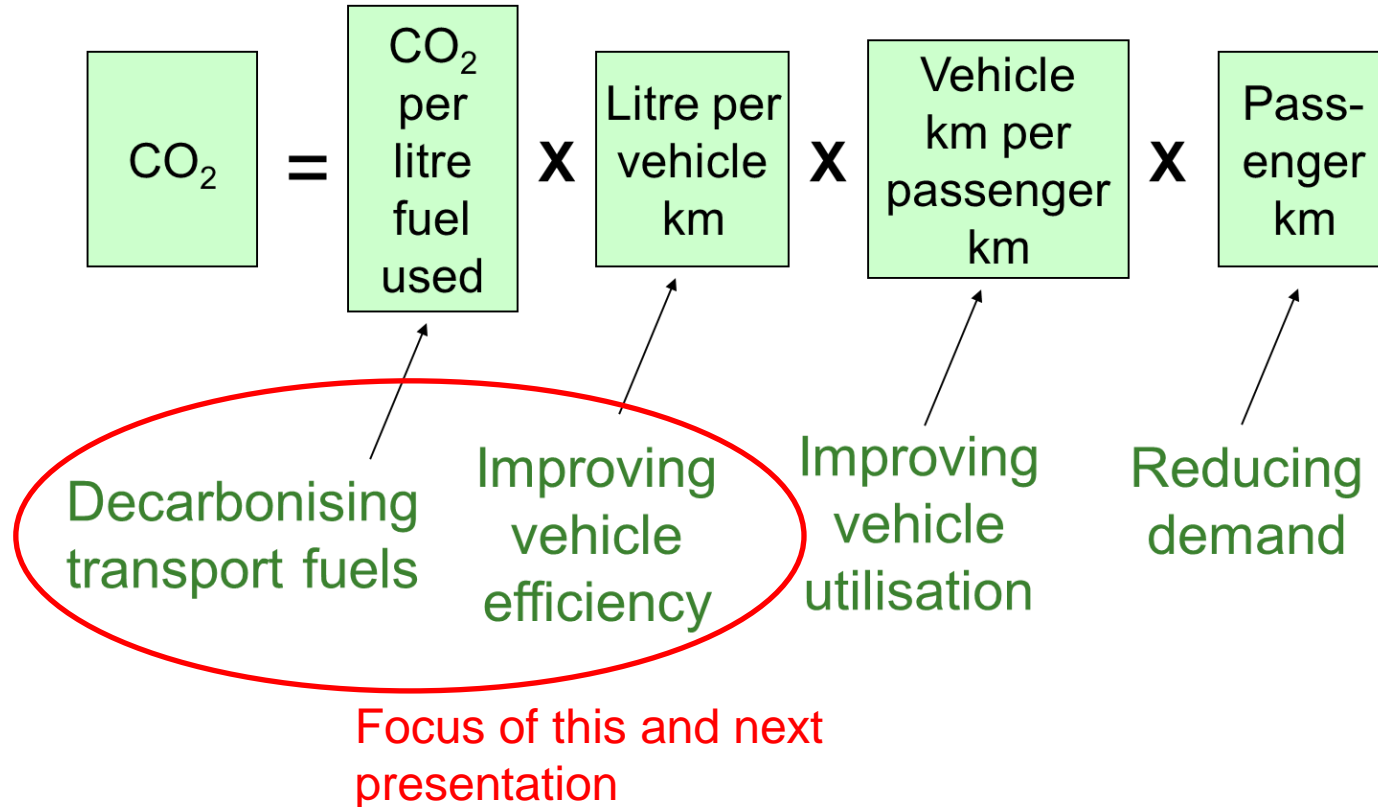 CO₂
=
CO₂
per
litre
fuel
used
X
Litre per
vehicle
km
X
Vehicle
km per
passenger
km
X
Pass-
enger
km
Decarbonising
transport fuels
Improving
vehicle
efficiency
Improving
vehicle
utilisation
Reducing
demand
Focus of this and next
presentation